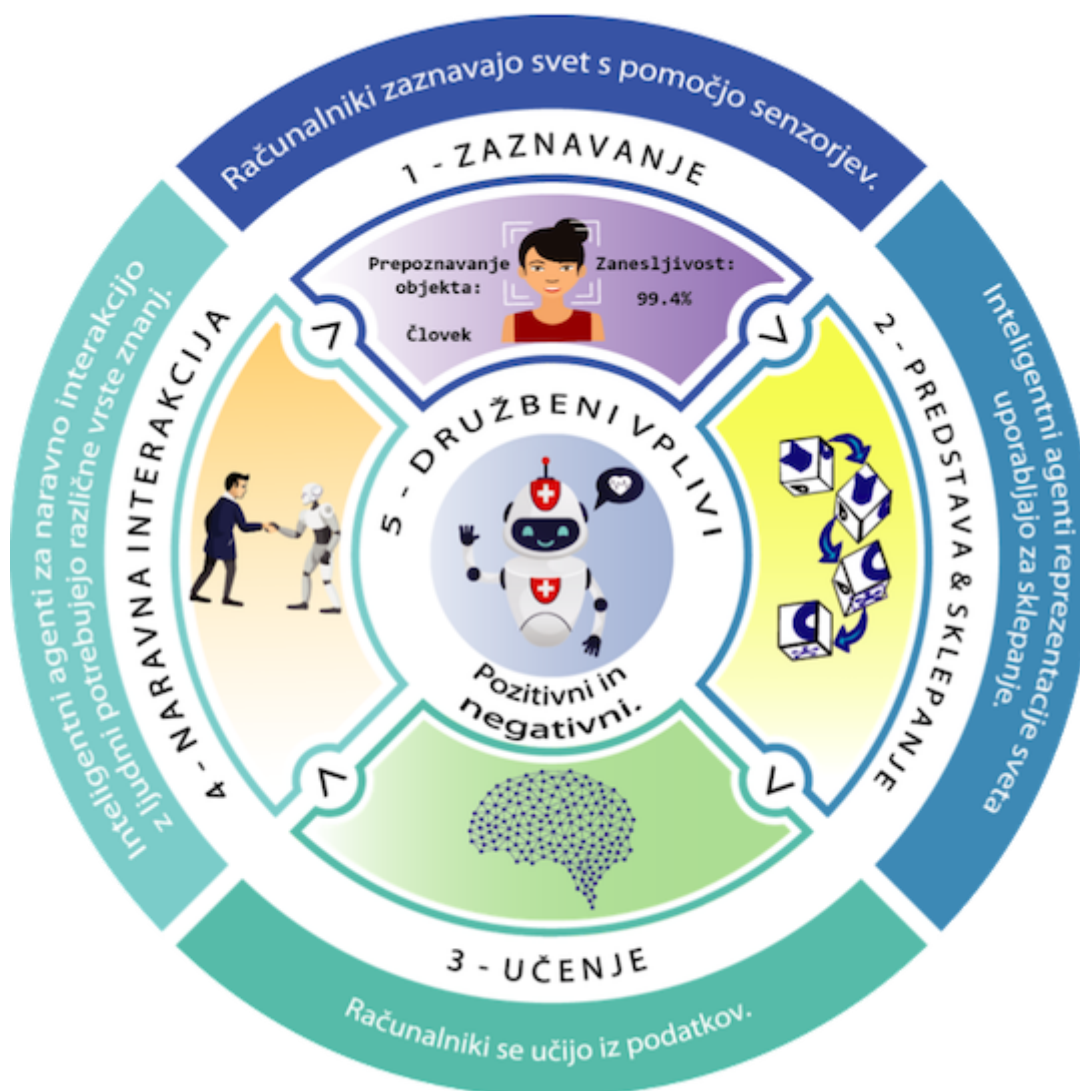 Računalniki zaznavajo svet s pomočjo senzorjev.
1 - ZAZNAVANJE
Prepoznavanje
objekta:
Človek
Zanesljivost:
99.4%
Inteligentni agenti reprezentacije sveta
uporabljajo za sklepanje.
2 - PREDSTAVA & SKLEPANJE
3 - UČENJE
Računalniki se učijo iz podatkov.
4 - NARAVNA INTERAKCIJA
Inteligentni agenti za naravno interakcijo
z ljudmi potrebujejo različne vrste znanj.
5 - DRUŽBENI VPLIVI
Pozitivni in
negativni.